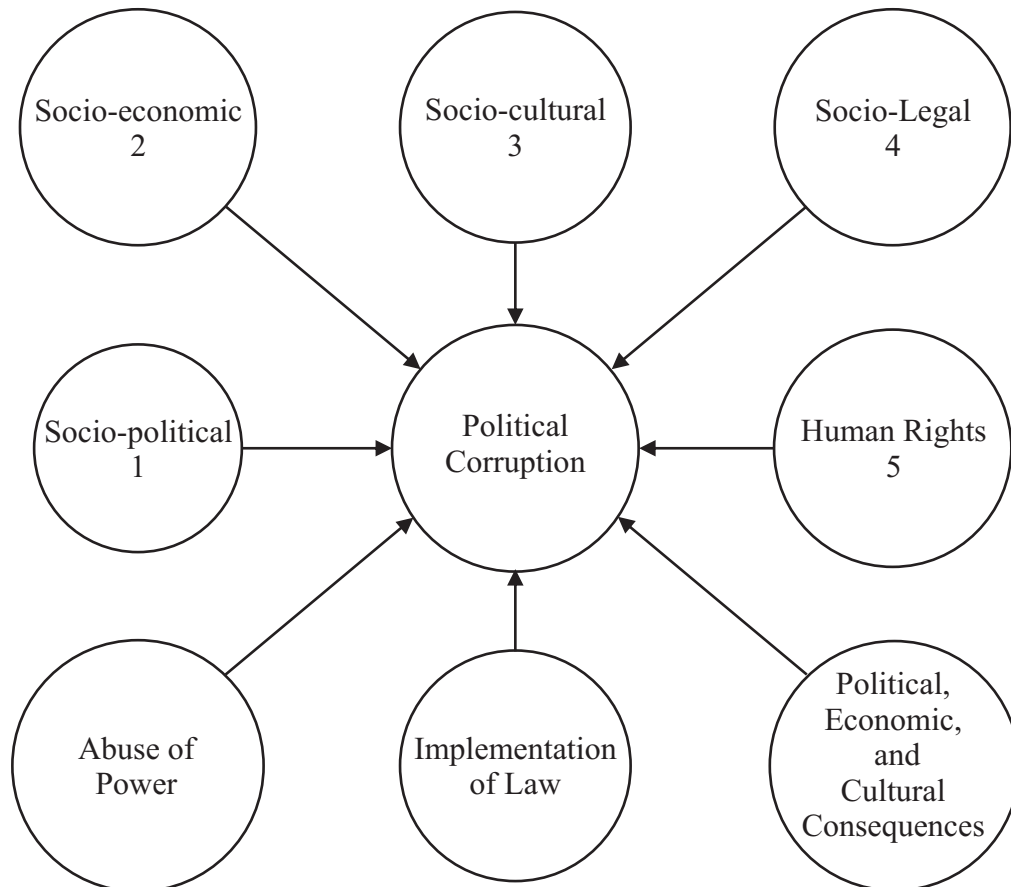 Socio-economic
2
Socio-cultural
3
Socio-Legal
4
Socio-political
1
Political
Corruption
Human Rights
5
Abuse of
Power
Implementation
of Law
Political,
Economic,
and
Cultural
Consequences